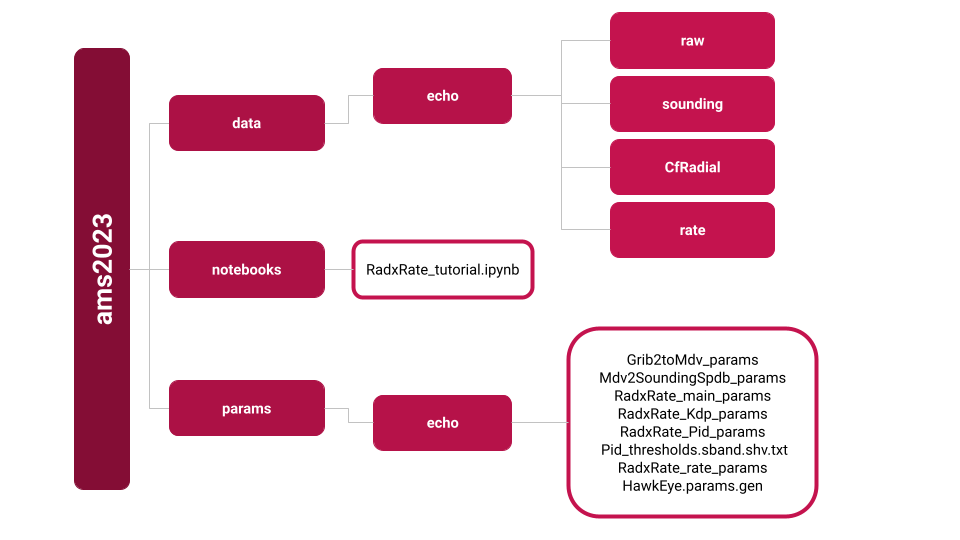 ams2023
data
echo
raw
sounding
CfRadial
rate
notebooks
RadxRate_tutorial.ipynb
params
echo
Grib2toMdv_params
Mdv2SoundingSpdb_params
RadxRate_main_params
RadxRate_Kdp_params
RadxRate_Pid_params
Pid_thresholds.sband.shv.txt
RadxRate_rate_params
HawkEye.params.gen